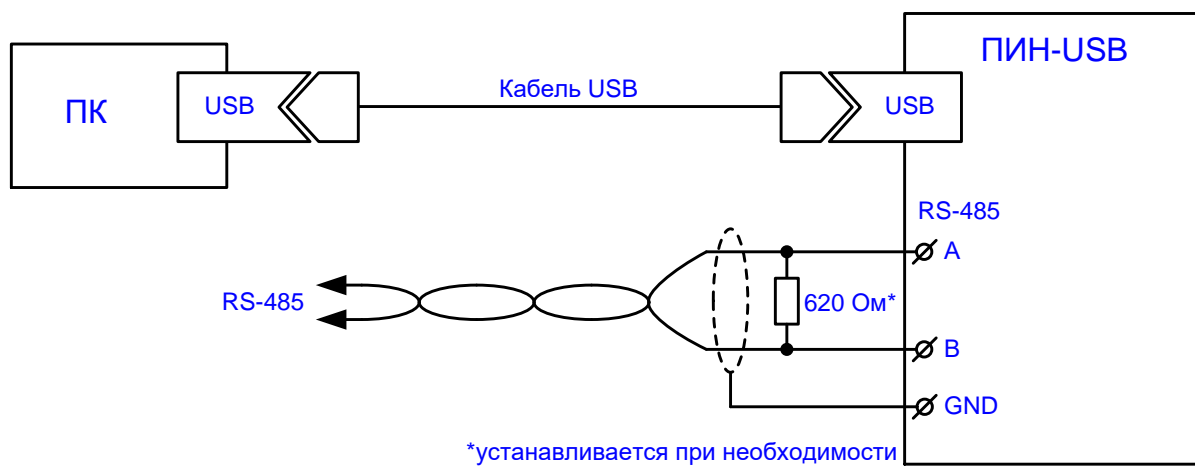 ПИН-USB
ПК
USB
Кабель USB
USB
RS-485
A
RS-485
620 Ом*
B
GND
*устанавливается при необходимости